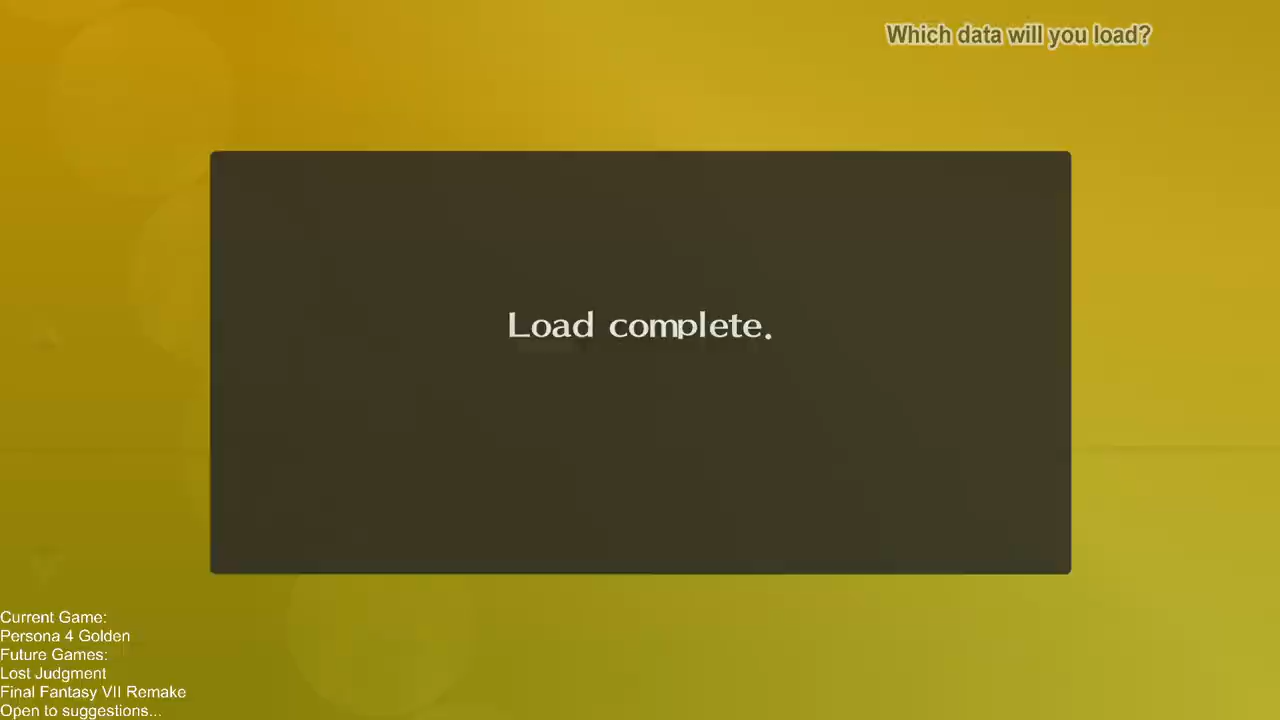 Which data will you load?
Load complete.
Current Game:
Persona 4 Golden
Future Games:
Lost Judgment
Final Fantasy VII Remake
Open to suggestions...